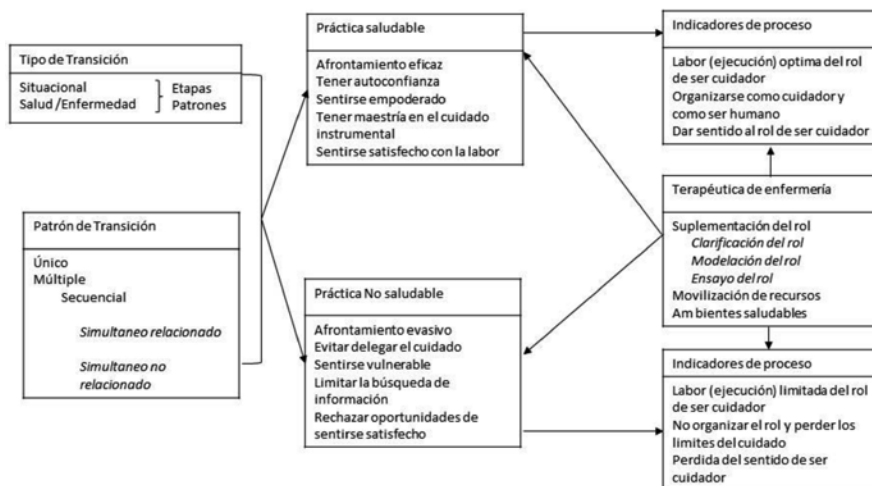 Tipo de Transición
Situacional
Salud /Enfermedad
Etapas
Patrones
Patrón de Transición
Único
Múltiple
Secuencial
Simultaneo relacionado
Simultaneo no
relacionado
Práctica saludable
Afrontamiento eficaz
Tener autoconfianza
Sentirse empoderado
Tener maestría en el cuidado
instrumental
Sentirse satisfecho con la labor
Práctica No saludable
Afrontamiento evasivo
Evitar delegar el cuidado
Sentirse vulnerable
Limitar la búsqueda de
información
Rechazar oportunidades de
sentirse satisfecho
Indicadores de proceso
Labor (ejecución) optima del rol
de ser cuidador
Organizarse como cuidador y
como ser humano
Dar sentido al rol de ser cuidador
Terapéutica de enfermería
Suplementación del rol
Clarificación del rol
Modelación del rol
Ensayo del rol
Movilización de recursos
Ambientes saludables
Indicadores de proceso
Labor (ejecución) limitada del rol
de ser cuidador
No organizar el rol y perder los
limites del cuidado
Perdida del sentido de ser
cuidador